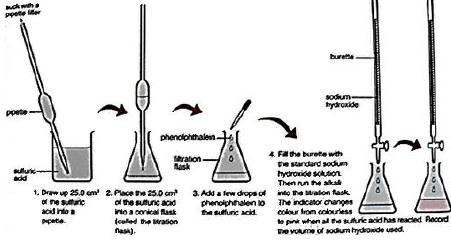 suck with a
pipette filler
pipette
sulfuric
acid
1. Draw up 25.0 cm³
of the sulfuric
acid into a
pipette.
2. Place the 25.0 cm³
of the sulfuric acid
into a conical flask
(called the titration
flask).
phenolphthalein
titration
flask
3. Add a few drops of
phenolphthalein to
the sulfuric acid.
burette
sodium
hydroxide
4. Fill the burette with
the standard sodium
hydroxide solution.
Then run the alkali
into the titration flask.
The indicator changes
colour from colourless
to pink when all the sulfuric acid has reacted. Record
the volume of sodium hydroxide used.